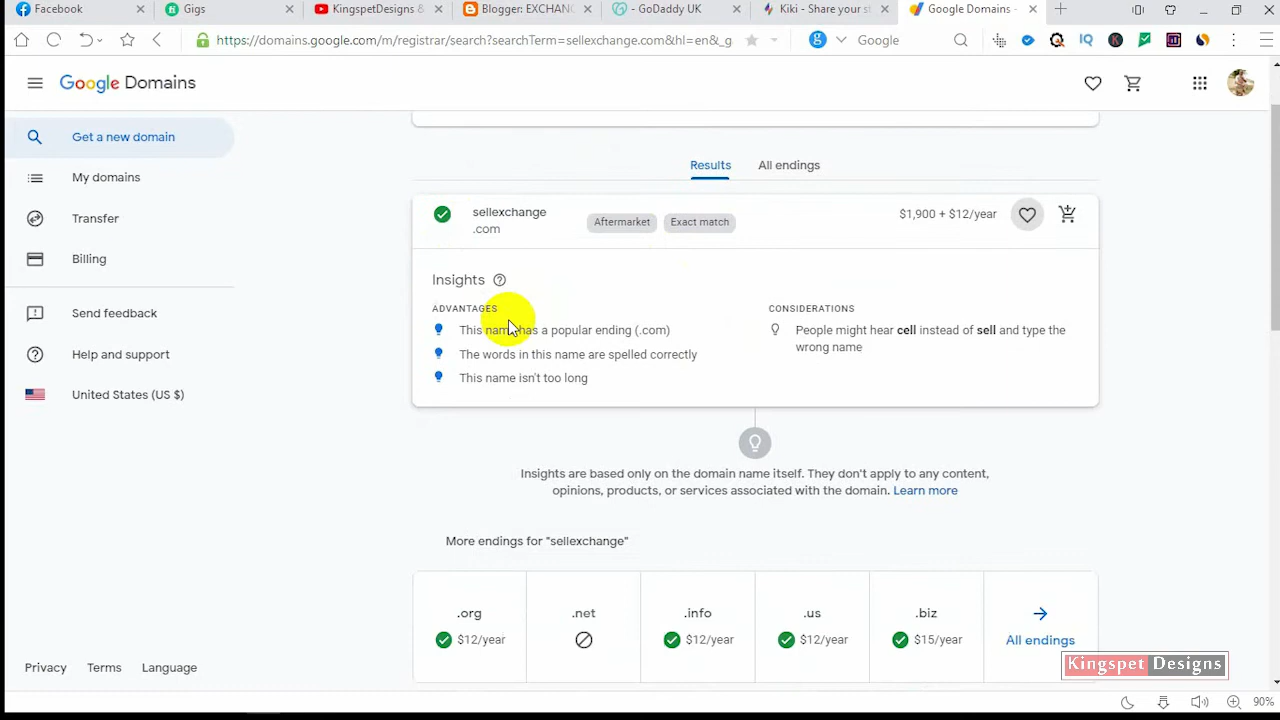 Facebook
Gigs
KingspetDesigns &
Blogger: EXCHAN
- GoDaddy UK
Kiki - Share your st
Google Domains -
https://domains.google.com/m/registrar/search?searchTerm=sellexchange.com&hl=en&_g
Google
Google Domains
Get a new domain
My domains
Transfer
Billing
Send feedback
Help and support
United States (US $)
Privacy
Terms
Language
Results
All endings
sellexchange
.com
Aftermarket
Exact match
$1,900 + $12/year
Insights
ADVANTAGES
This name has a popular ending (.com)
The words in this name are spelled correctly
This name isn't too long
CONSIDERATIONS
People might hear cell instead of sell and type the
wrong name
Insights are based only on the domain name itself. They don't apply to any content,
opinions, products, or services associated with the domain. Learn more
More endings for "sellexchange"
.org
$12/year
.net
.info
$12/year
.us
$12/year
.biz
$15/year
All endings
Kingspet Designs
90%